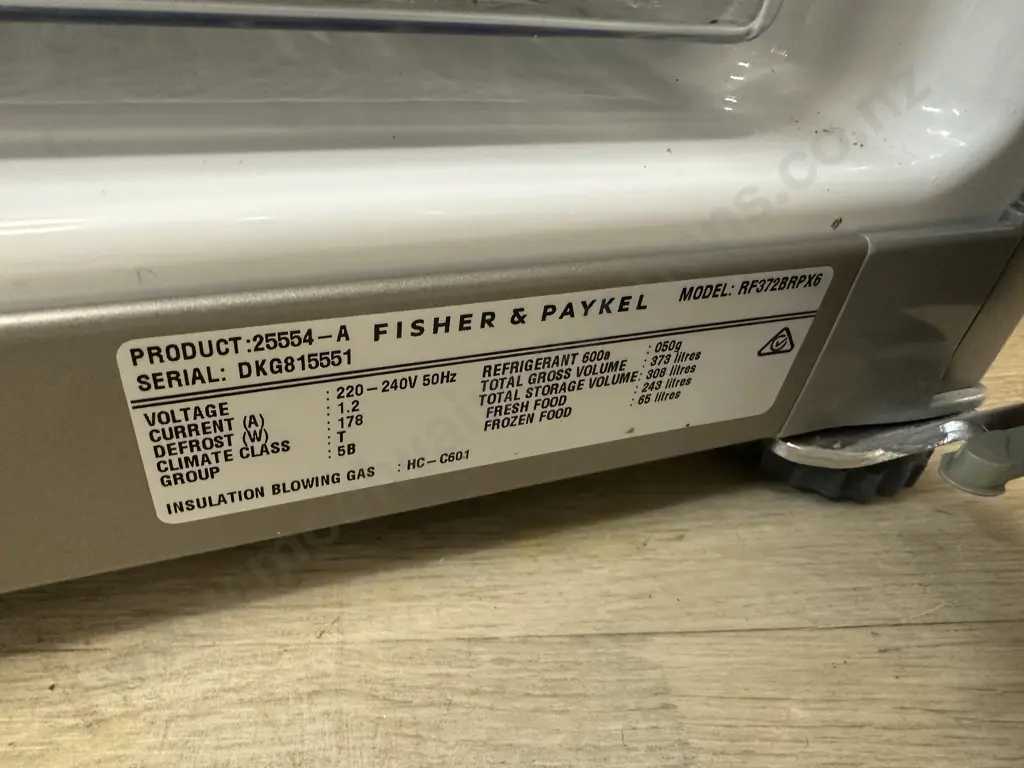 PRODUCT:25554-A FISHER & PAYKEL MODEL: RF372BRPX6
SERIAL: DKG815551
VOLTAGE : 220-240V 50Hz
CURRENT (A) : 1.2
DEFROST (W) : 178
CLIMATE CLASS : T
GROUP : 5B
INSULATION BLOWING GAS : HC-C601
REFRIGERANT 600a : 050g
TOTAL GROSS VOLUME : 373 litres
TOTAL STORAGE VOLUME : 308 litres
FRESH FOOD : 243 litres
FROZEN FOOD : 65 litres